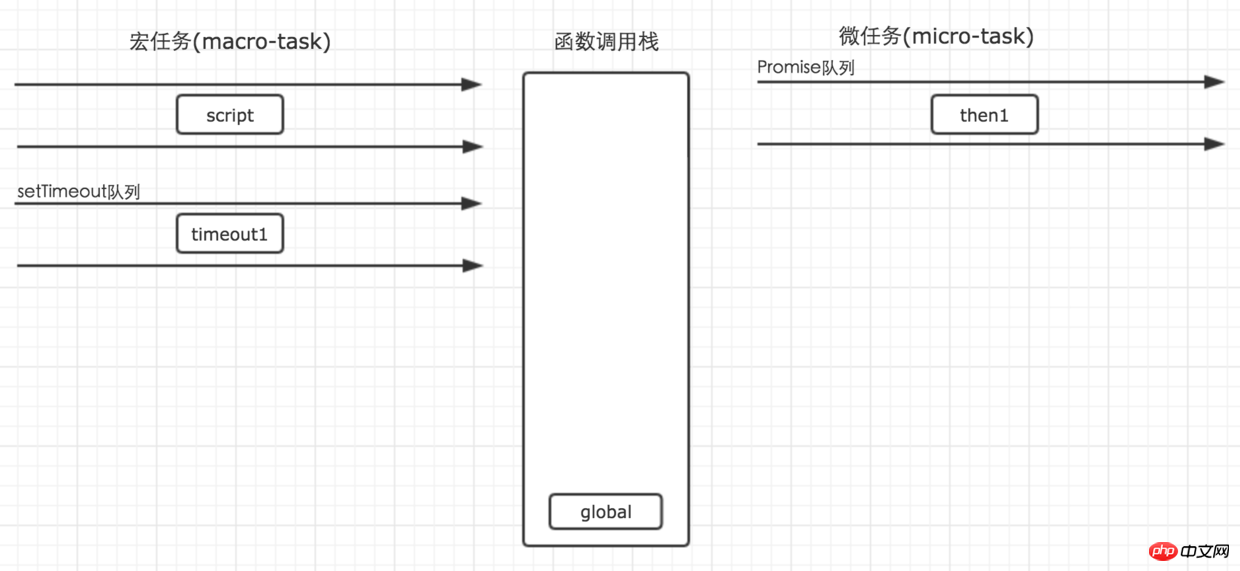 宏任务(macro-task)
函数调用栈
微任务(micro-task)
Promise队列
script
then1
setTimeout队列
timeout1
global
php 中文网